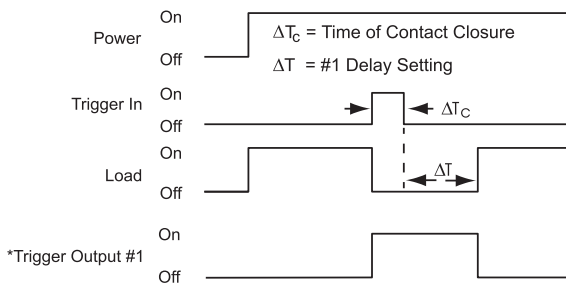 On
Power
Off
ΔTc = Time of Contact Closure
ΔT = #1 Delay Setting
On
Trigger In
Off
ΔTC
On
Load
Off
ΔT
On
*Trigger Output #1
Off